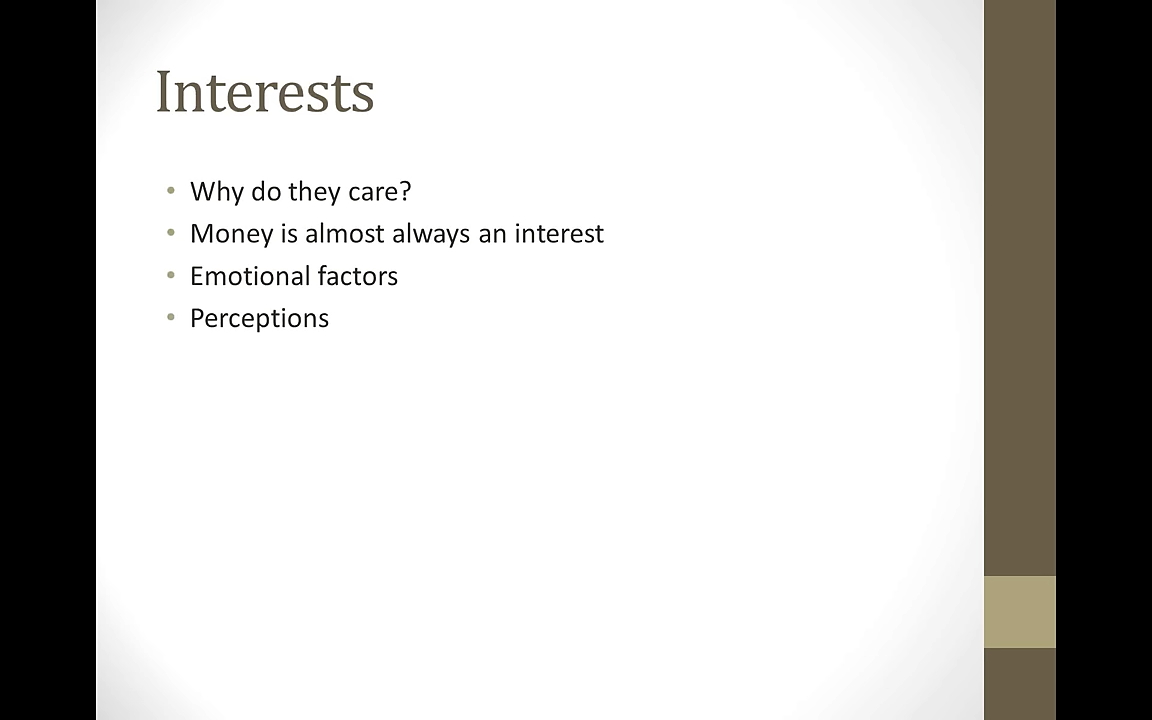 Interests
• Why do they care?
• Money is almost always an interest
• Emotional factors
• Perceptions